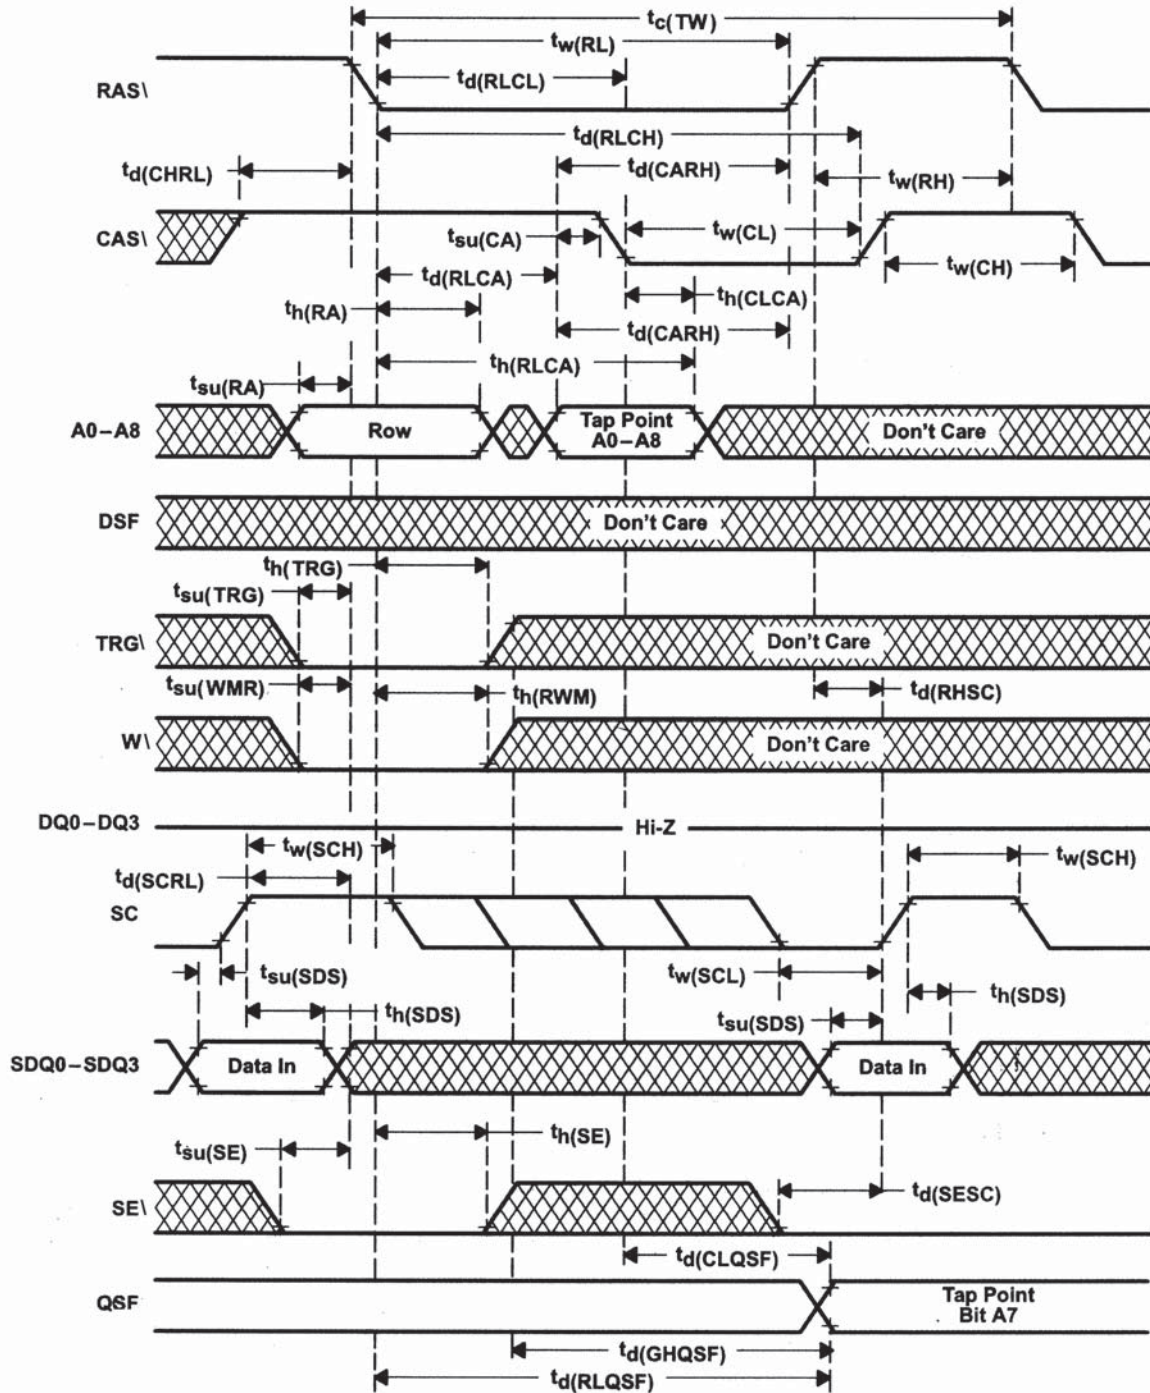 tc(TW)
tw(RL)
RAS\
td(RLCL)
td(RLCH)
td(CHRL)
td(CARH)
tw(RH)
CAS\
tsu(CA)
tw(CL)
td(RLCA)
tw(CH)
th(RA)
th(CLCA)
td(CARH)
th(RLCA)
tsu(RA)
A0–A8
Row
Tap Point
A0–A8
Don't Care
DSF
Don't Care
th(TRG)
tsu(TRG)
TRG\
Don't Care
tsu(WMR)
th(RWM)
td(RHSC)
W\
Don't Care
DQ0–DQ3
Hi-Z
tw(SCH)
tw(SCH)
td(SCRL)
SC
tsu(SDS)
tw(SCL)
th(SDS)
th(SDS)
tsu(SDS)
SDQ0–SDQ3
Data In
Data In
tsu(SE)
th(SE)
SE\
td(SESC)
td(CLQSF)
QSF
Tap Point
Bit A7
td(GHQSF)
td(RLQSF)